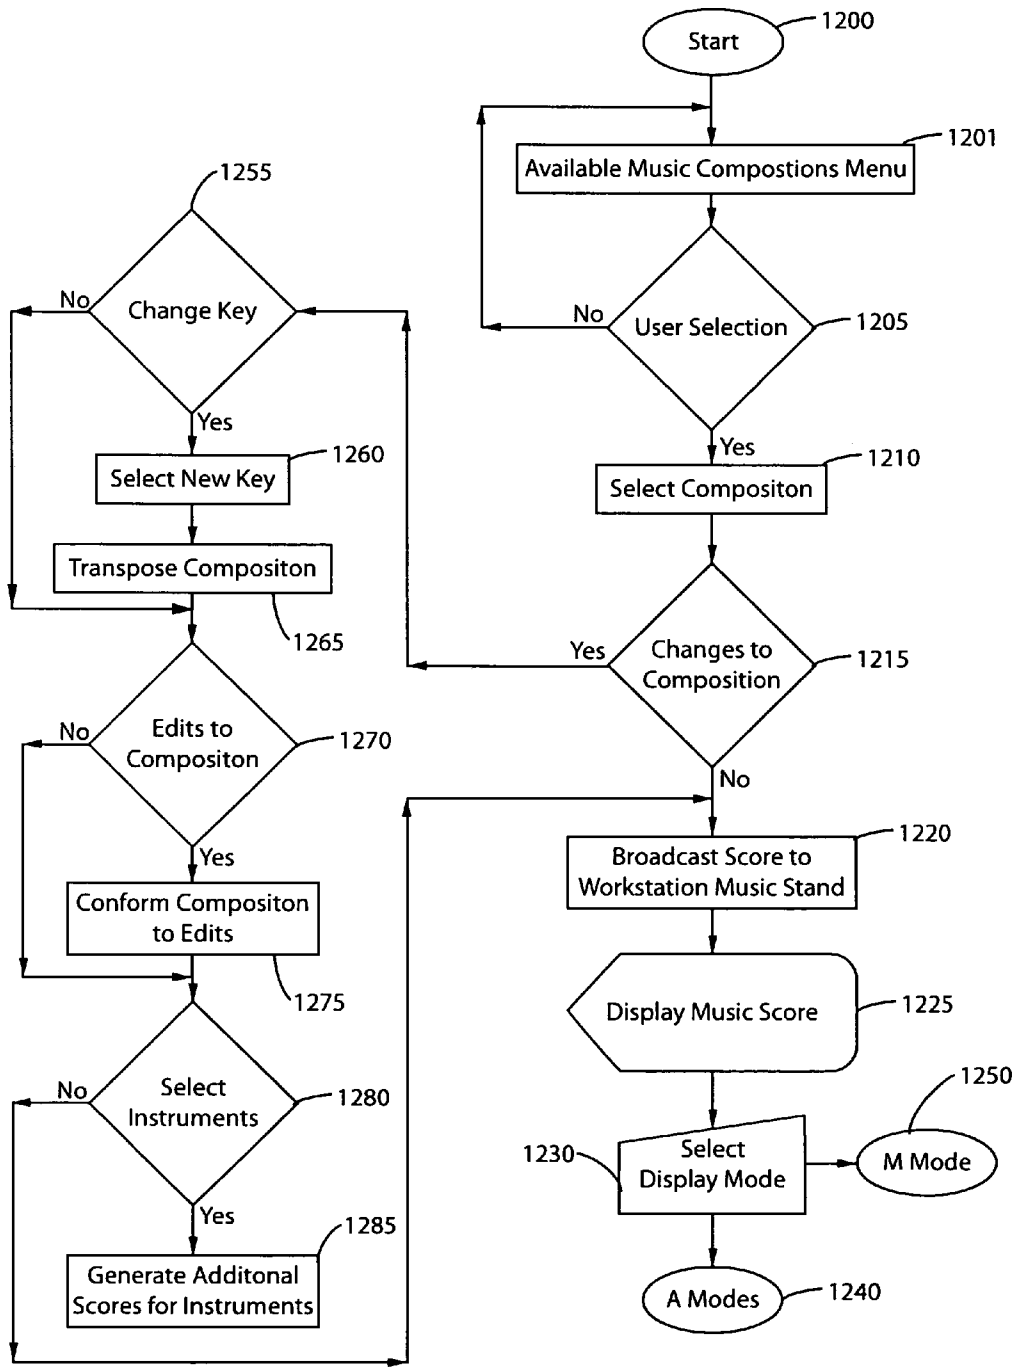 1200
Start
1201
Available Music Compostions Menu
User Selection
1205
No
Yes
1210
Select Compositon
Changes to
Composition
1215
Yes
No
1255
Change Key
No
Yes
1260
Select New Key
Transpose Compositon
1265
Edits to
Compositon
1270
No
Yes
Conform Compositon
to Edits
1275
Select
Instruments
1280
No
Yes
1285
Generate Additonal
Scores for Instruments
1220
Broadcast Score to
Workstation Music Stand
Display Music Score
1225
1230
Select
Display Mode
1250
M Mode
A Modes
1240